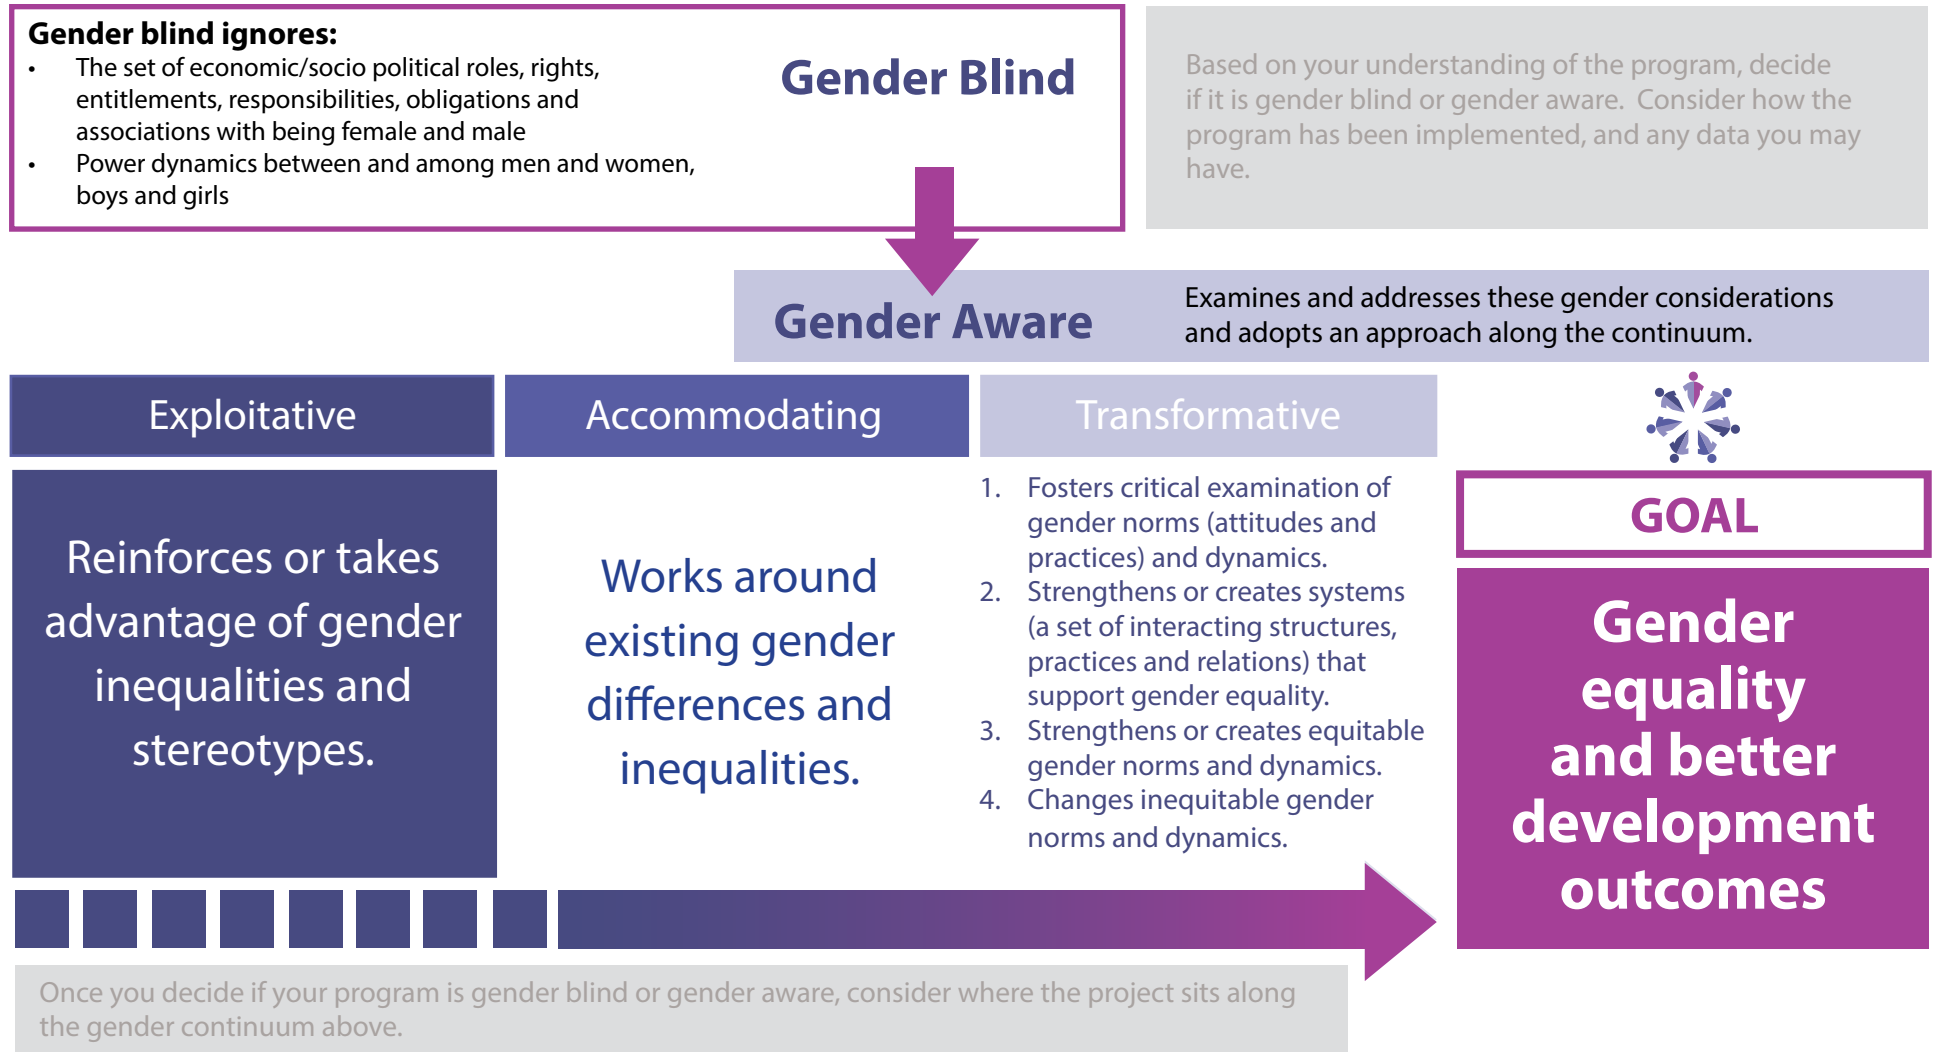 Gender blind ignores:
• The set of economic/socio political roles, rights,
entitlements, responsibilities, obligations and
associations with being female and male
• Power dynamics between and among men and women,
boys and girls
Gender Blind
Based on your understanding of the program, decide
if it is gender blind or gender aware. Consider how the
program has been implemented, and any data you may
have.
Gender Aware
Examines and addresses these gender considerations
and adopts an approach along the continuum.
Exploitative
Reinforces or takes
advantage of gender
inequalities and
stereotypes.
Accommodating
Works around
existing gender
differences and
inequalities.
Transformative
1. Fosters critical examination of
gender norms (attitudes and
practices) and dynamics.
2. Strengthens or creates systems
(a set of interacting structures,
practices and relations) that
support gender equality.
3. Strengthens or creates equitable
gender norms and dynamics.
4. Changes inequitable gender
norms and dynamics.
GOAL
Gender
equality
and better
development
outcomes
Once you decide if your program is gender blind or gender aware, consider where the project sits along
the gender continuum above.